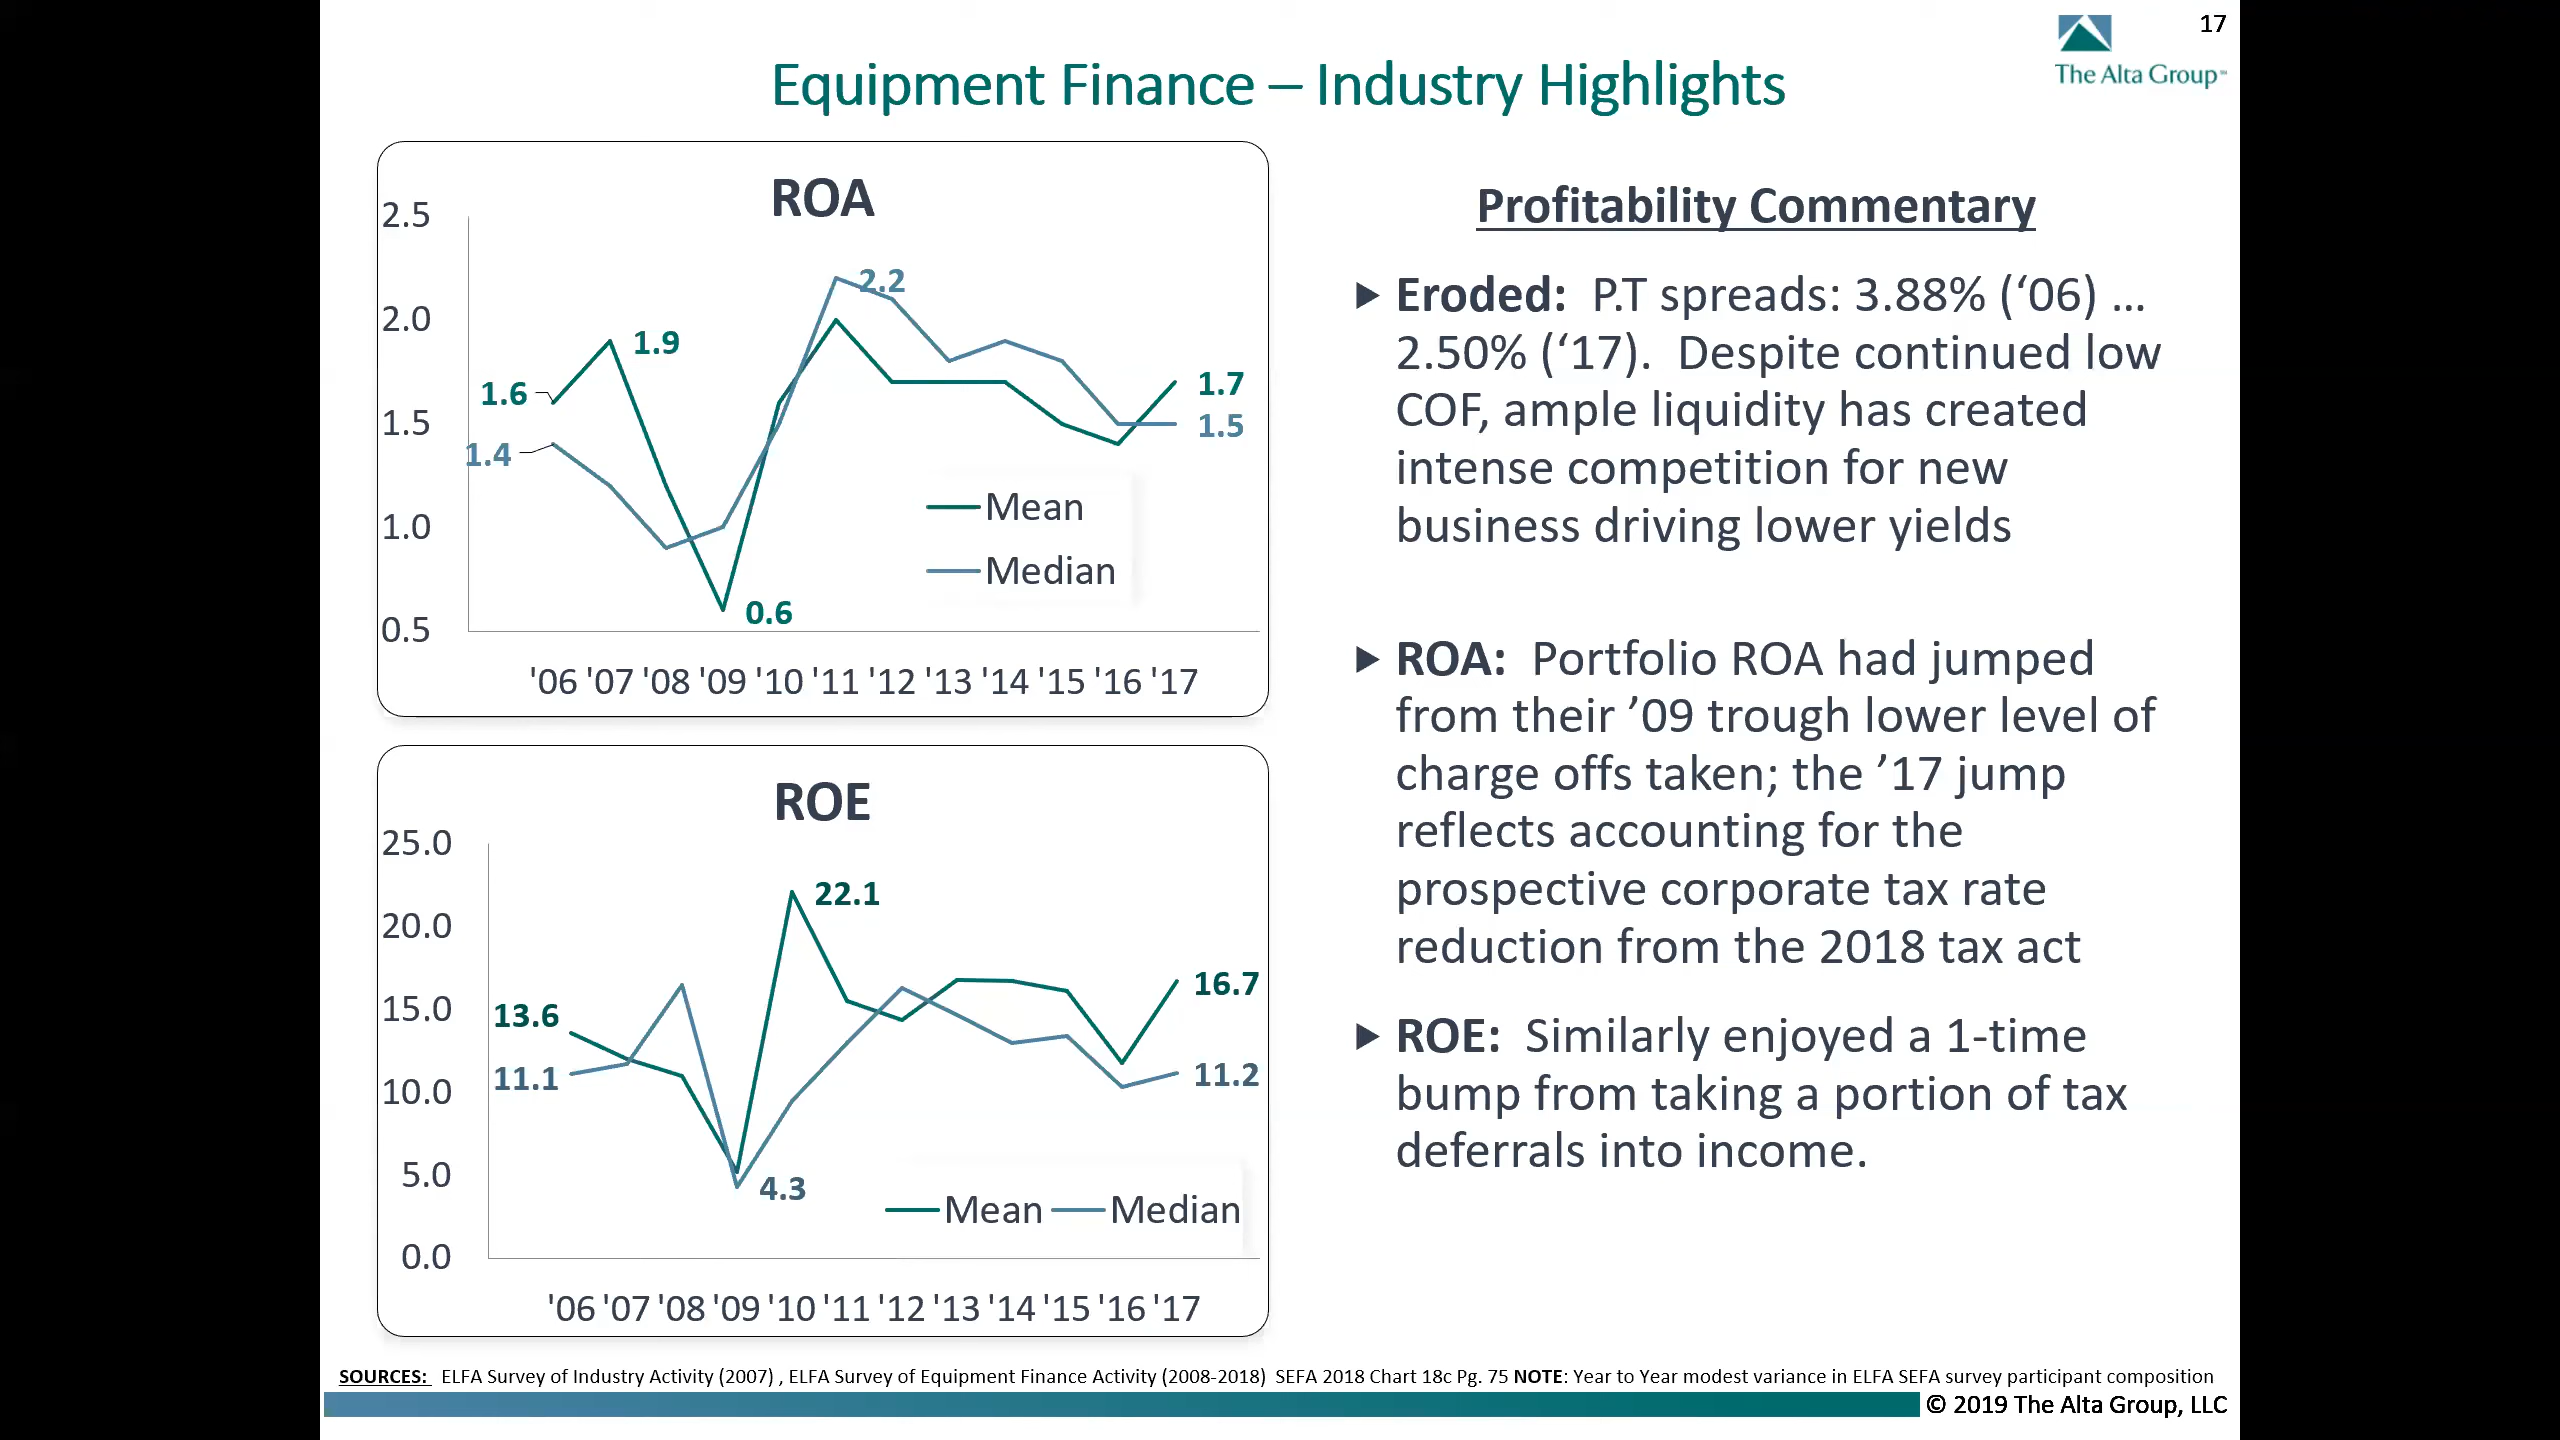 17
The Alta Group℠
Equipment Finance – Industry Highlights
ROA
2.5
2.0
1.5
1.0
0.5
1.6
1.9
1.4
0.6
2.2
1.7
1.5
Mean
Median
'06 '07 '08 '09 '10 '11 '12 '13 '14 '15 '16 '17
ROE
25.0
20.0
15.0
10.0
5.0
0.0
13.6
11.1
22.1
4.3
16.7
11.2
Mean Median
'06 '07 '08 '09 '10 '11 '12 '13 '14 '15 '16 '17
Profitability Commentary
Eroded: P.T spreads: 3.88% (‘06) …
2.50% (‘17). Despite continued low
COF, ample liquidity has created
intense competition for new
business driving lower yields
ROA: Portfolio ROA had jumped
from their ’09 trough lower level of
charge offs taken; the ’17 jump
reflects accounting for the
prospective corporate tax rate
reduction from the 2018 tax act
ROE: Similarly enjoyed a 1-time
bump from taking a portion of tax
deferrals into income.
SOURCES: ELFA Survey of Industry Activity (2007) , ELFA Survey of Equipment Finance Activity (2008-2018) SEFA 2018 Chart 18c Pg. 75 NOTE: Year to Year modest variance in ELFA SEFA survey participant composition
© 2019 The Alta Group, LLC